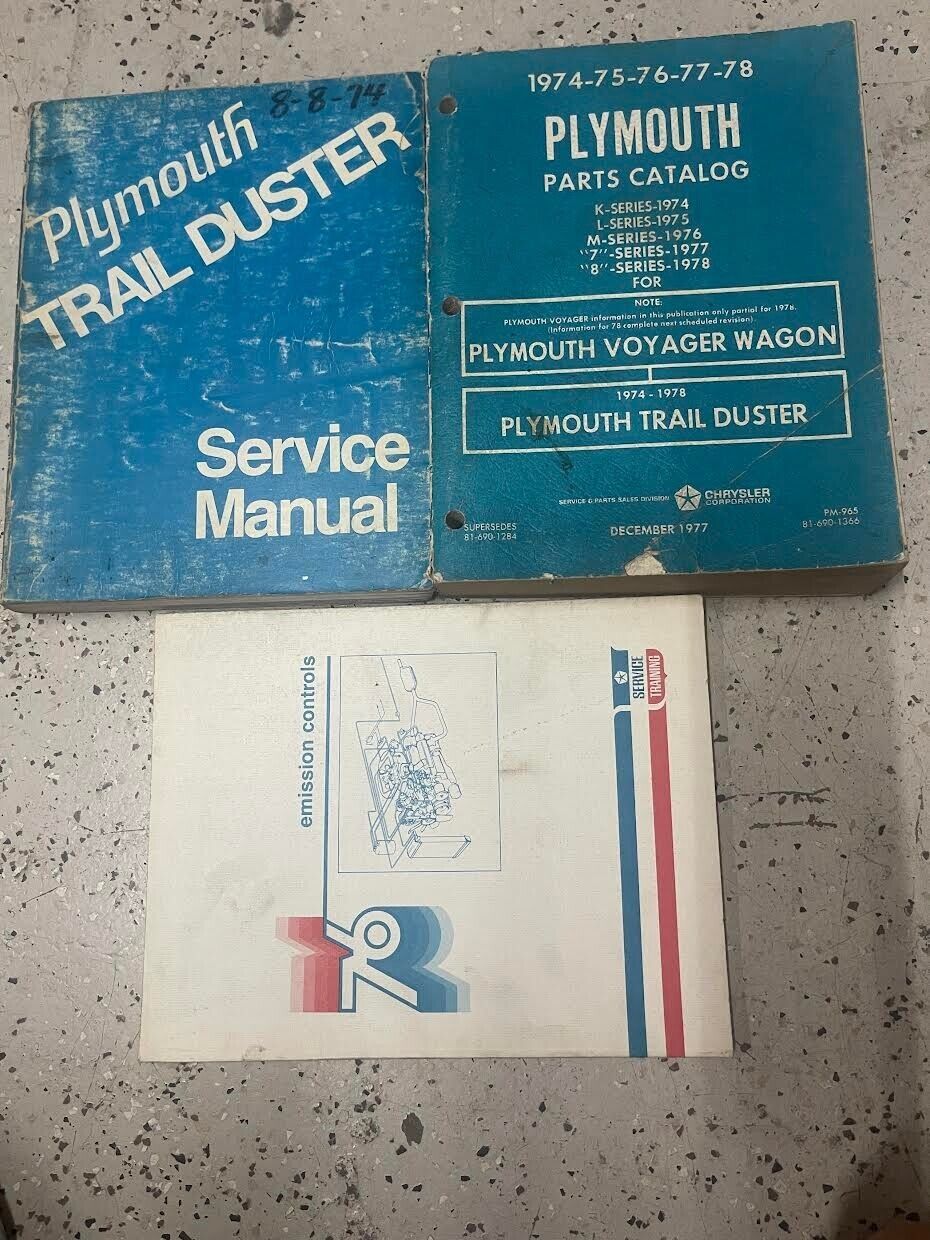 8-8-74
Plymouth
TRAIL DUSTER
Service
Manual
1974-75-76-77-78
PLYMOUTH
PARTS CATALOG
K-SERIES-1974
L-SERIES-1975
M-SERIES-1976
"7"-SERIES-1977
"8"-SERIES-1978
FOR
NOTE:
PLYMOUTH VOYAGER information in this publication only partial for 1978.
(Information for 78 complete next scheduled revision).
PLYMOUTH VOYAGER WAGON
1974 - 1978
PLYMOUTH TRAIL DUSTER
SERVICE & PARTS SALES DIVISION
CHRYSLER
CORPORATION
SUPERSEDES
81-690-1284
DECEMBER 1977
PM-965
81-690-1366
emission controls
SERVICE
TRAINING